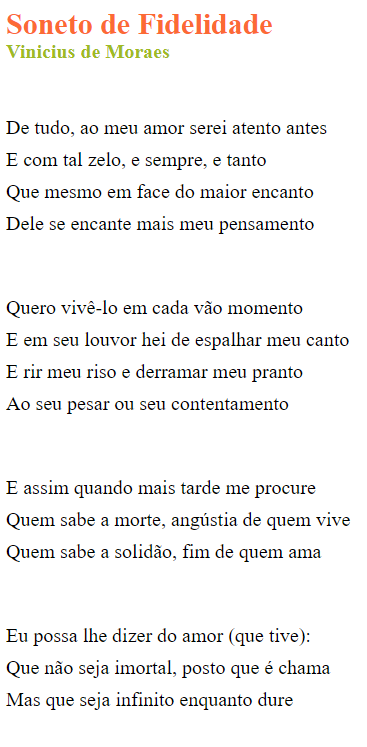 Soneto de Fidelidade
Vinicius de Moraes
De tudo, ao meu amor serei atento antes
E com tal zelo, e sempre, e tanto
Que mesmo em face do maior encanto
Dele se encante mais meu pensamento
Quero vivê-lo em cada vão momento
E em seu louvor hei de espalhar meu canto
E rir meu riso e derramar meu pranto
Ao seu pesar ou seu contentamento
E assim quando mais tarde me procure
Quem sabe a morte, angústia de quem vive
Quem sabe a solidão, fim de quem ama
Eu possa lhe dizer do amor (que tive):
Que não seja imortal, posto que é chama
Mas que seja infinito enquanto dure